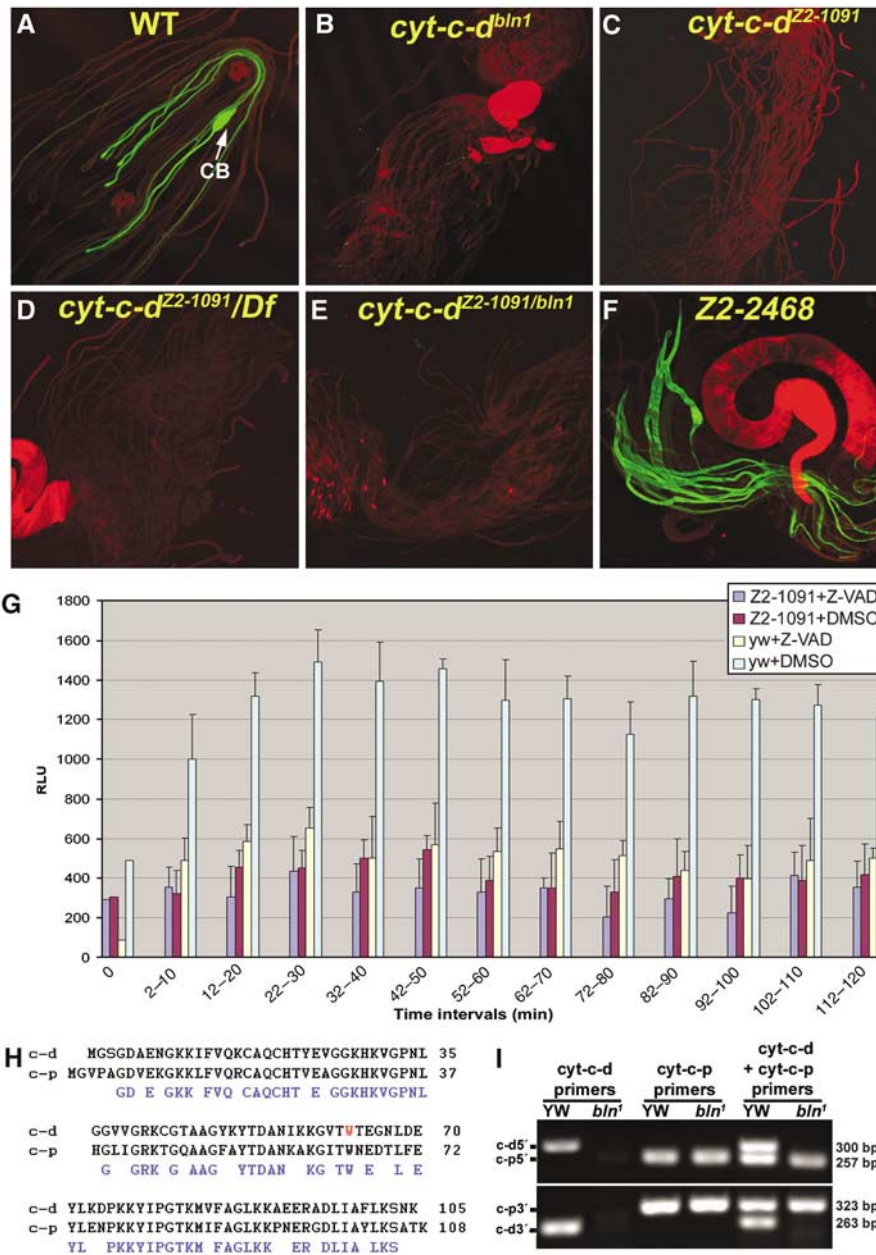 A WT
CB
B cyt-c-d^bln1
C cyt-c-d^Z2-1091
D cyt-c-d^Z2-1091/Df
E cyt-c-d^Z2-1091/bln1
F Z2-2468
G
Z2-1091+Z-VAD
Z2-1091+DMSO
yw+Z-VAD
yw+DMSO
1800
1600
1400
1200
1000
800
600
400
200
0
RLU
0 2–10 12–20 22–30 32–40 42–50 52–60 62–70 72–80 82–90 92–100 102–110 112–120
Time intervals (min)
H
c-d MGSGDAENGKKIFVQKCAQCHTYEVGGKHKVGPNL 35
c-p MGVPAGDVEKGKKLFVQRCAQCHTVEAGGKHKVGPNL 37
GD E GKK FVQ CAQCHT E GGKHKVGPNL
c-d GGVVGRKCGTAAGYKYTDANIKKGVTWTEGNLDE 70
c-p HGLIGRKTGQAAGFAYTDANKAKGITWNEDTLFE 72
G GRK G AAG YTDAN KG TW E L E
c-d YLKDPKKYIPGTKMVFAGLKKAEERADLIAFLKSNK 105
c-p YLENPKKYIPGTKMIFAGLKKPNERGDLIAYLKSATK 108
YL PKKYIPGTKM FAGLKK ER DLIA LKS
I
cyt-c-d primers
cyt-c-p primers
cyt-c-d + cyt-c-p primers
YW bln¹ YW bln¹ YW bln¹
c-d5´
c-p5´
300 bp
257 bp
c-p3´
c-d3´
323 bp
263 bp